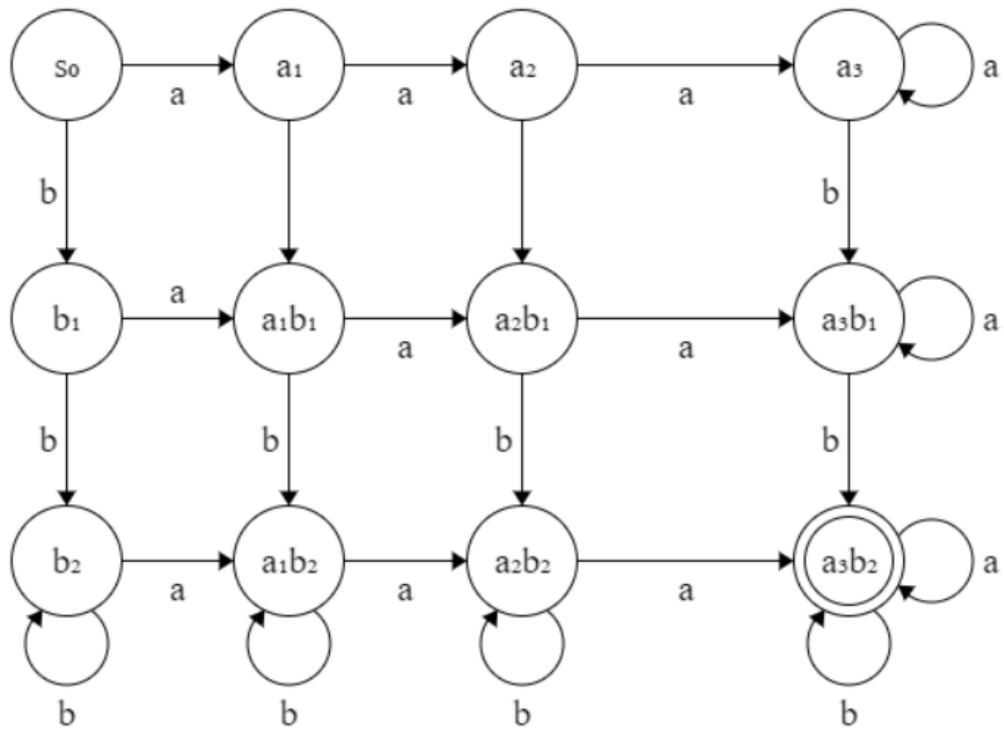 s₀ a₁ a₂ a₃ a
a a a
b b
b₁ a a₁b₁ a₂b₁ a₃b₁ a
a a
b b b b
b₂ a₁b₂ a₂b₂ a₃b₂ a
a a a
b b b b